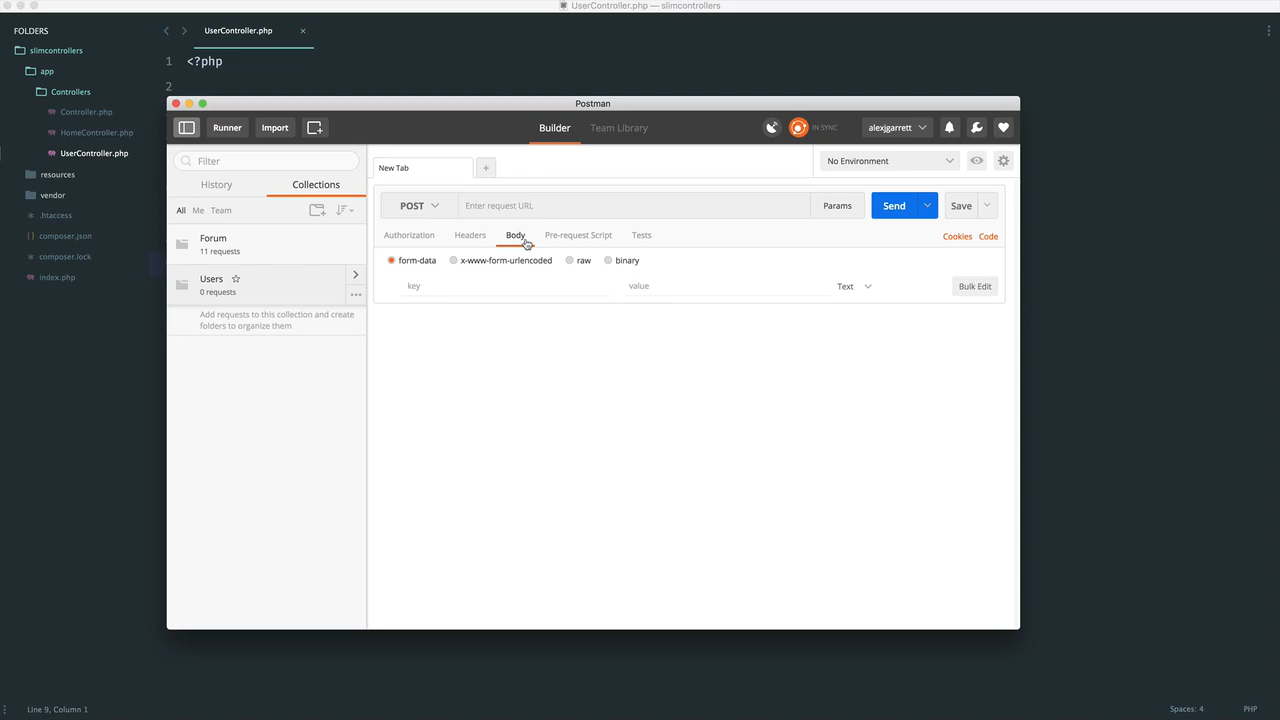 UserController.php — slimcontrollers
FOLDERS
slimcontrollers
app
Controllers
Controller.php
HomeController.php
UserController.php
resources
vendor
.htaccess
composer.json
composer.lock
index.php
UserController.php
1 <?php
2
Postman
Runner
Import
Builder
Team Library
IN SYNC
alexjgarrett
Filter
History
Collections
All Me Team
Forum
11 requests
Users
0 requests
Add requests to this collection and create
folders to organize them
New Tab
No Environment
POST
Enter request URL
Params
Send
Save
Authorization
Headers
Body
Pre-request Script
Tests
Cookies
Code
form-data
x-www-form-urlencoded
raw
binary
key
value
Text
Bulk Edit
Line 9, Column 1
Spaces: 4
PHP